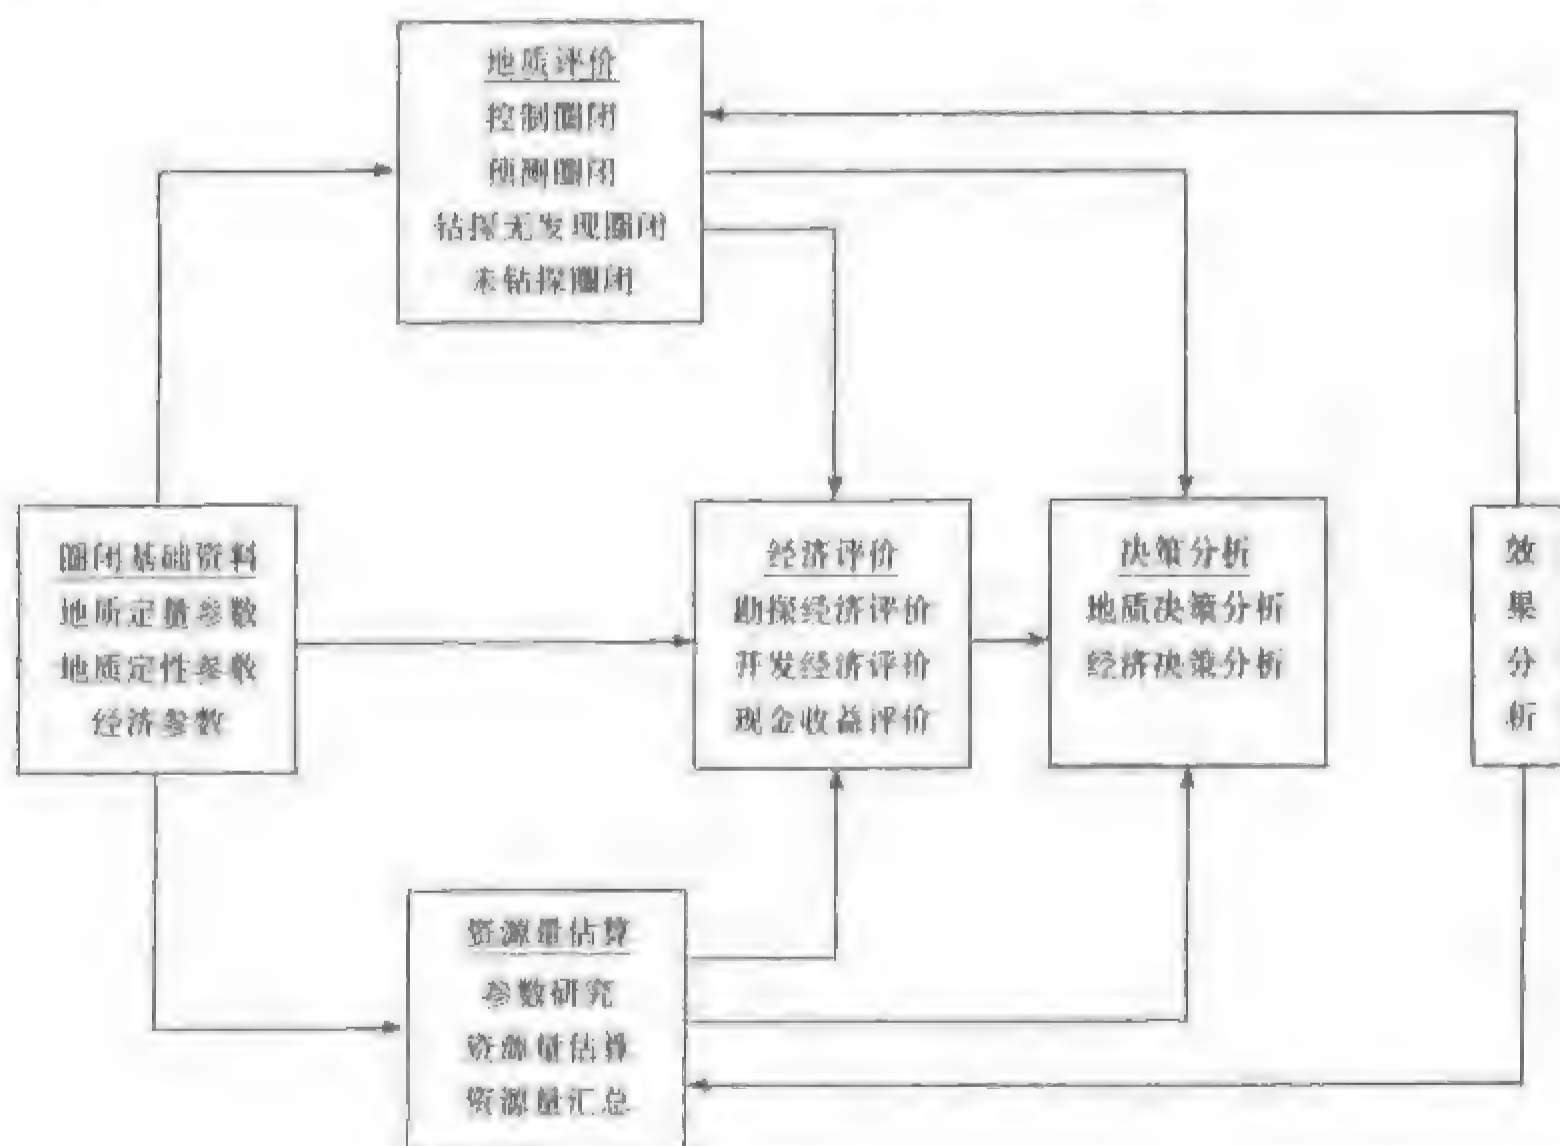 地质评价
控制圈闭
预测圈闭
钻探无发现圈闭
未钻探圈闭
圈闭基础资料
地质定量参数
地质定性参数
经济参数
经济评价
勘探经济评价
开发经济评价
现金收益评价
决策分析
地质决策分析
经济决策分析
效
果
分
析
资源量估算
参数研究
资源量估算
资源量汇总